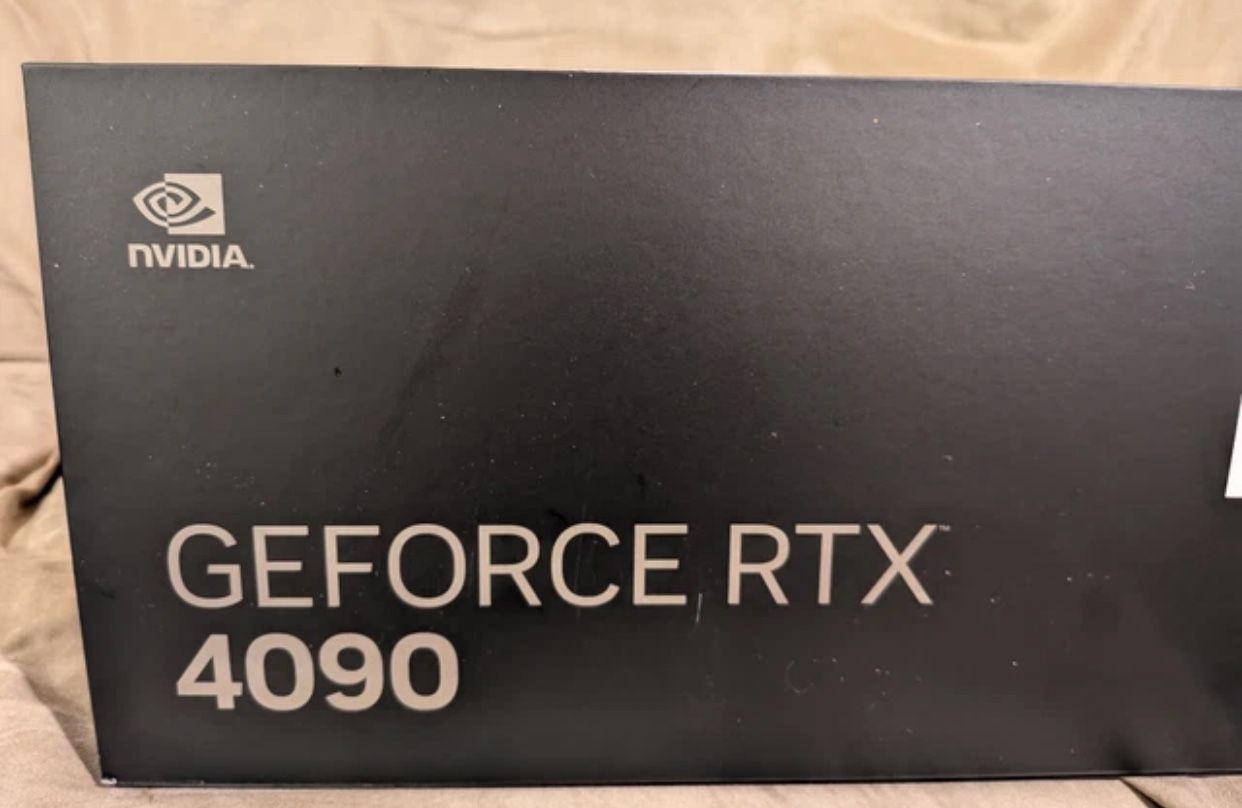 NVIDIA.
GEFORCE RTX™
4090